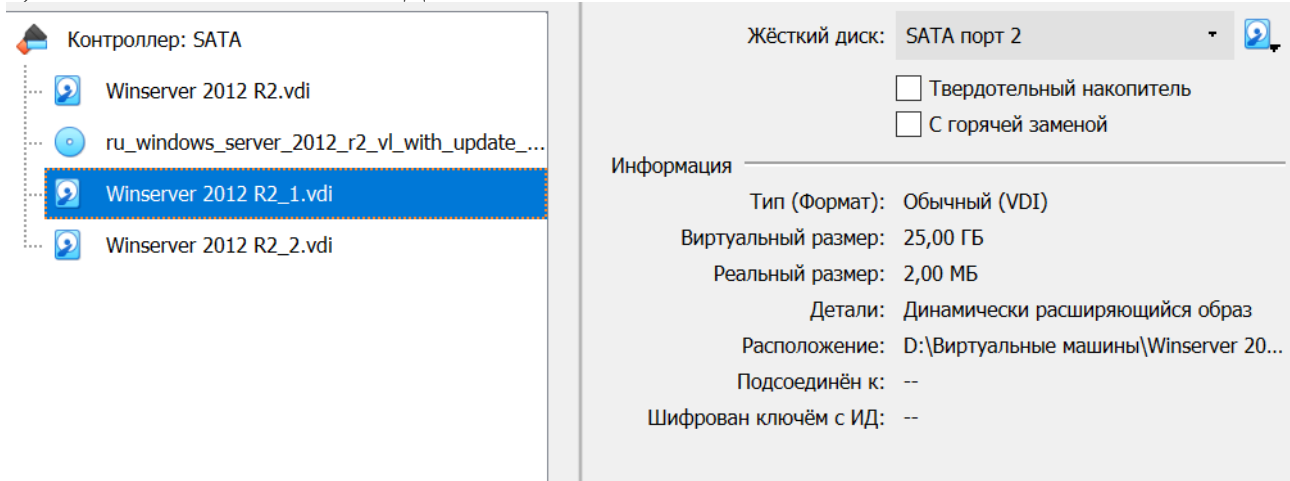 Контроллер: SATA
Winserver 2012 R2.vdi
ru_windows_server_2012_r2_vl_with_update_...
Winserver 2012 R2_1.vdi
Winserver 2012 R2_2.vdi
Жёсткий диск: SATA порт 2
Твердотельный накопитель
С горячей заменой
Информация
Тип (Формат): Обычный (VDI)
Виртуальный размер: 25,00 ГБ
Реальный размер: 2,00 МБ
Детали: Динамически расширяющийся образ
Расположение: D:\Виртуальные машины\Winserver 20...
Подсоединён к: --
Шифрован ключём с ИД: --